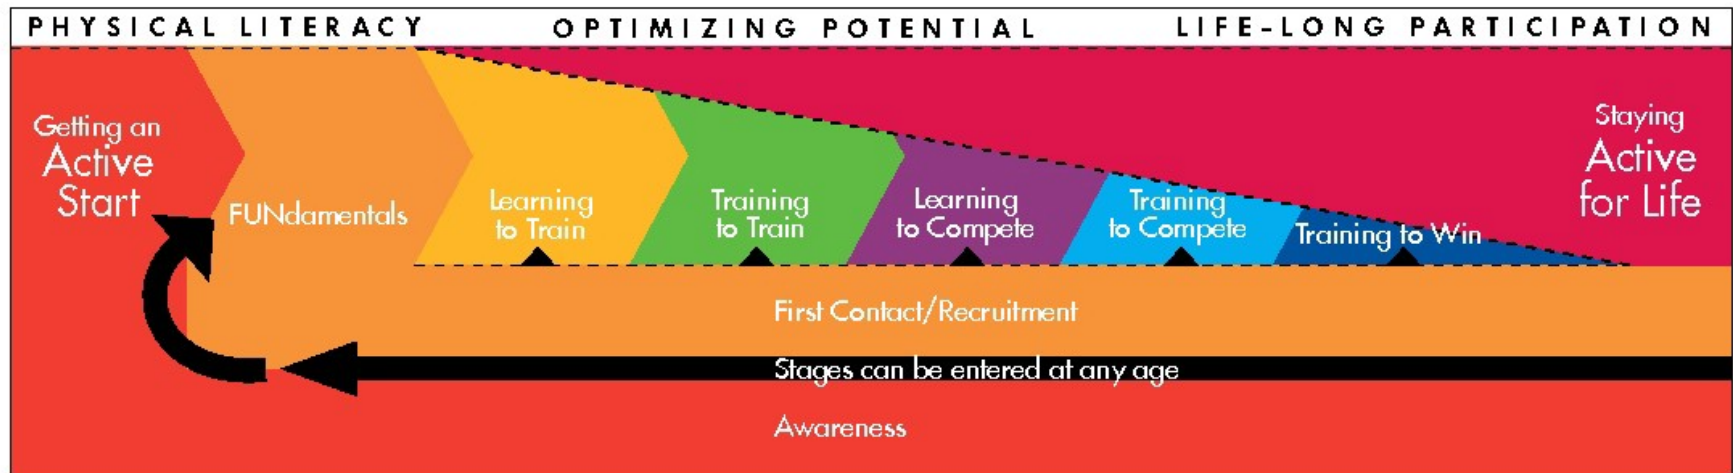 PHYSICAL LITERACY
OPTIMIZING POTENTIAL
LIFE-LONG PARTICIPATION
Getting an
Active
Start
FUNdamentals
Learning
to Train
Training
to Train
Learning
to Compete
Training
to Compete
Training to Win
Staying
Active
for Life
First Contact/Recruitment
Stages can be entered at any age
Awareness